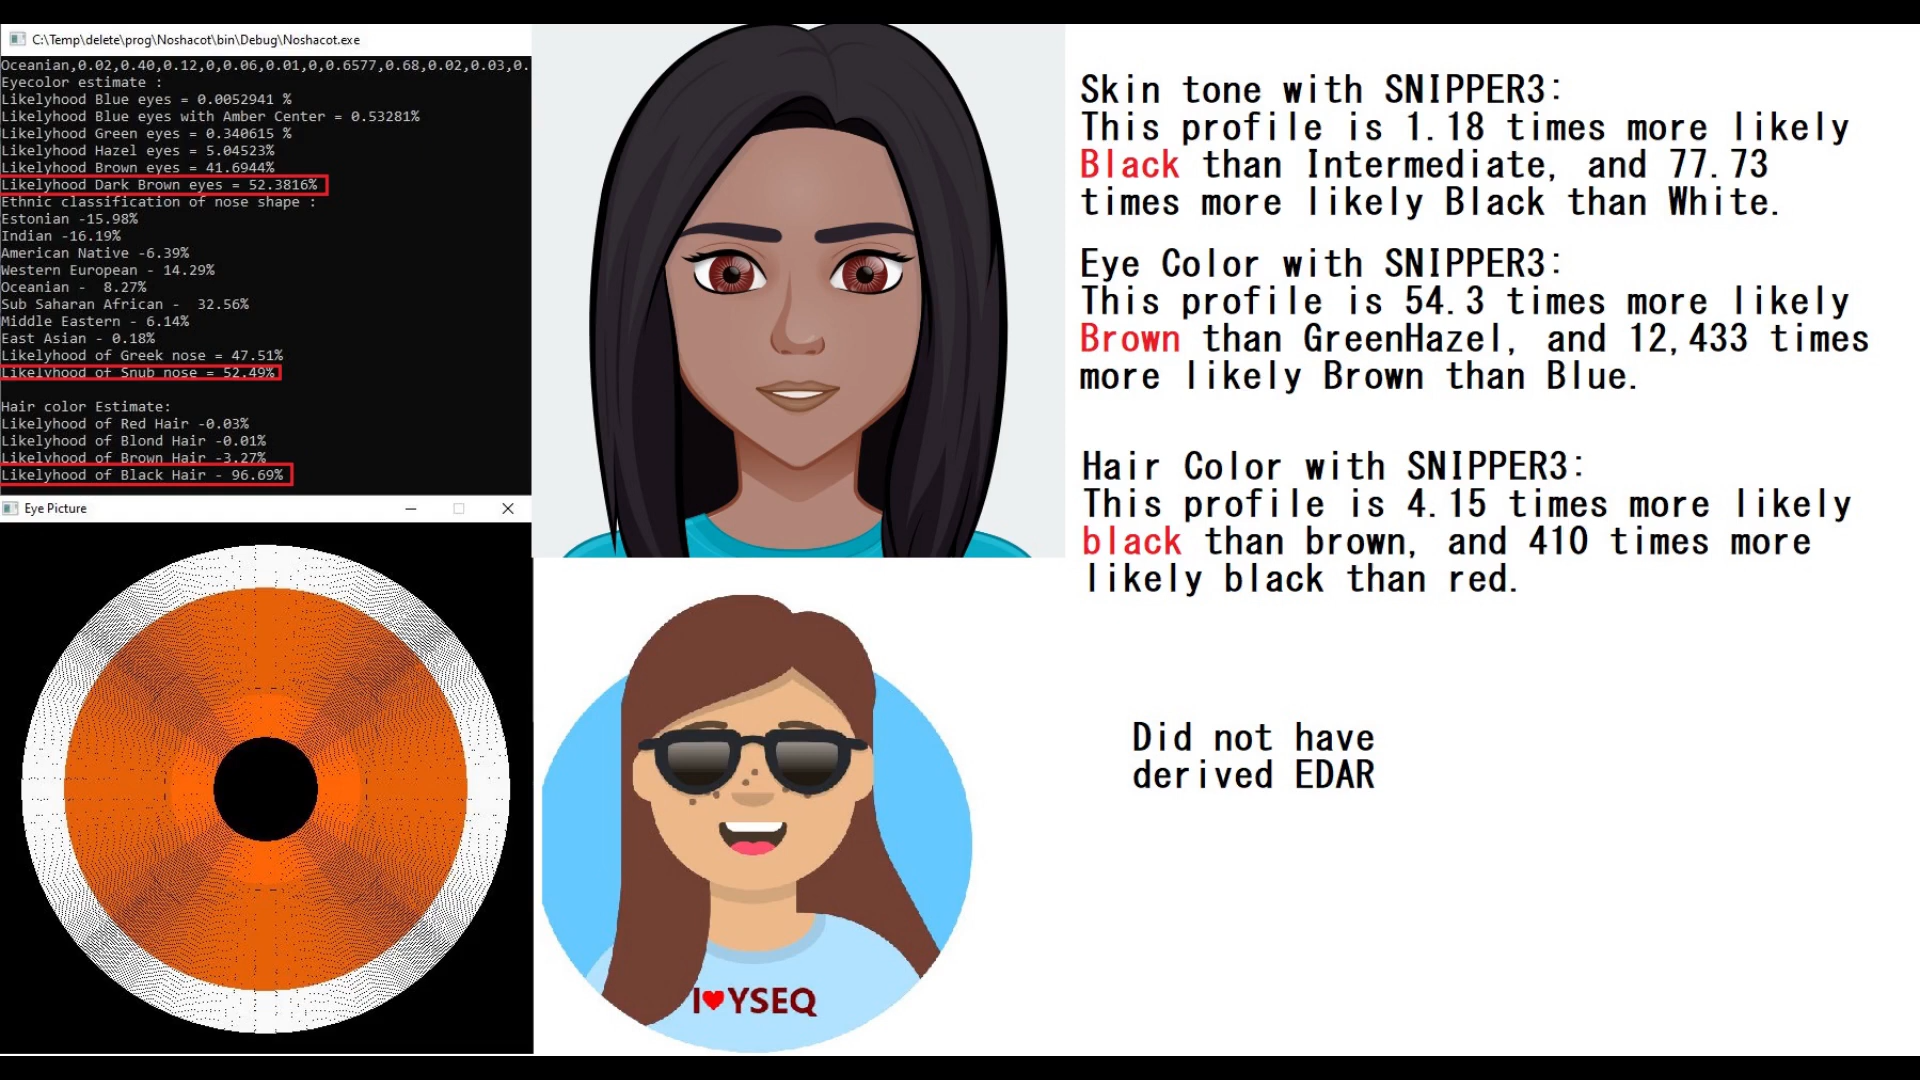 C:\Temp\delete\prog\Noshacot\bin\Debug\Noshacot.exe
Oceanian,0.02,0.40,0.12,0,0.06,0.01,0,0.6577,0.68,0.02,0.03,0.
Eyecolor estimate :
Likelyhood Blue eyes = 0.0052941 %
Likelyhood Blue eyes with Amber Center = 0.53281%
Likelyhood Green eyes = 0.340615 %
Likelyhood Hazel eyes = 5.04523%
Likelyhood Brown eyes = 41.6944%
Likelyhood Dark Brown eyes = 52.3816%
Ethnic classification of nose shape :
Estonian -15.98%
Indian -16.19%
American Native -6.39%
Western European - 14.29%
Oceanian -  8.27%
Sub Saharan African -  32.56%
Middle Eastern - 6.14%
East Asian - 0.18%
Likelyhood of Greek nose = 47.51%
Likelyhood of Snub nose = 52.49%
Hair color Estimate:
Likelyhood of Red Hair -0.03%
Likelyhood of Blond Hair -0.01%
Likelyhood of Brown Hair -3.27%
Likelyhood of Black Hair - 96.69%
Eye Picture
I♥YSEQ
Skin tone with SNIPPER3:
This profile is 1.18 times more likely
Black than Intermediate, and 77.73
times more likely Black than White.
Eye Color with SNIPPER3:
This profile is 54.3 times more likely
Brown than GreenHazel, and 12,433 times
more likely Brown than Blue.
Hair Color with SNIPPER3:
This profile is 4.15 times more likely
black than brown, and 410 times more
likely black than red.
Did not have
derived EDAR